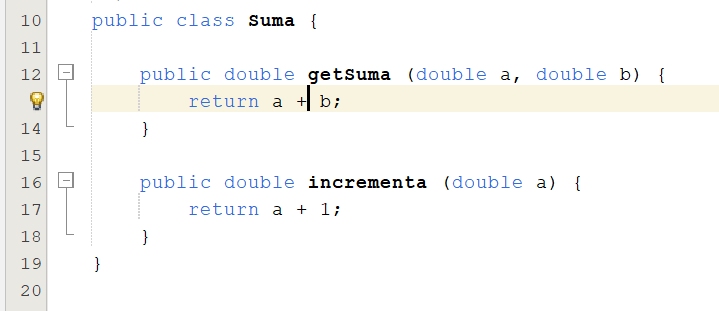 10 public class Suma {
11
12 public double getSuma (double a, double b) {
return a + b;
14 }
15
16 public double incrementa (double a) {
17 return a + 1;
18 }
19 }
20